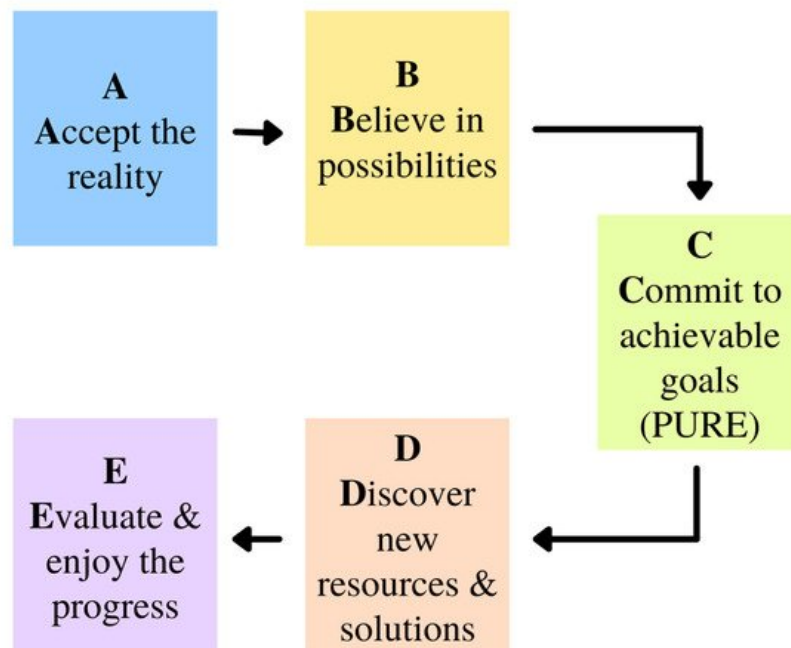 A
Accept the
reality
B
Believe in
possibilities
C
Commit to
achievable
goals
(PURE)
D
Discover
new
resources &
solutions
E
Evaluate &
enjoy the
progress